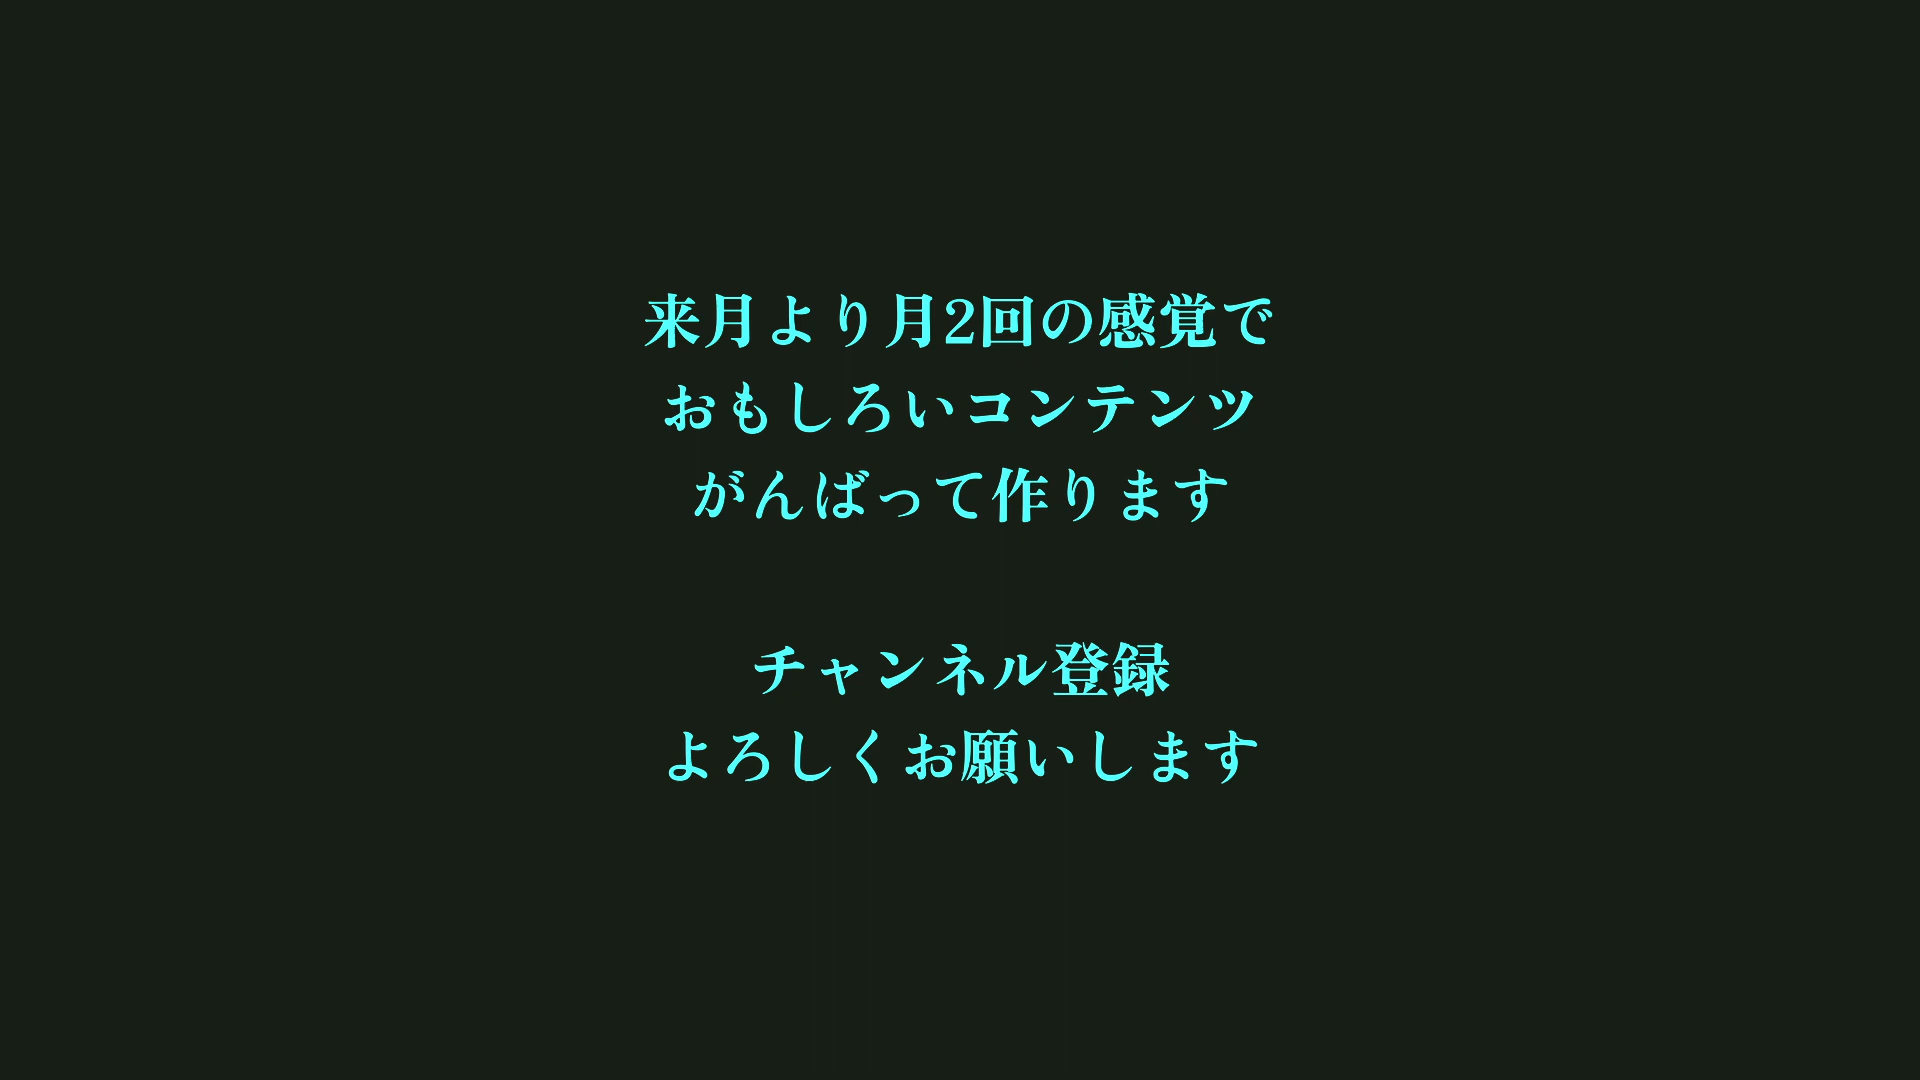 来月より月2回の感覚で
おもしろいコンテンツ
がんばって作ります
チャンネル登録
よろしくお願いします